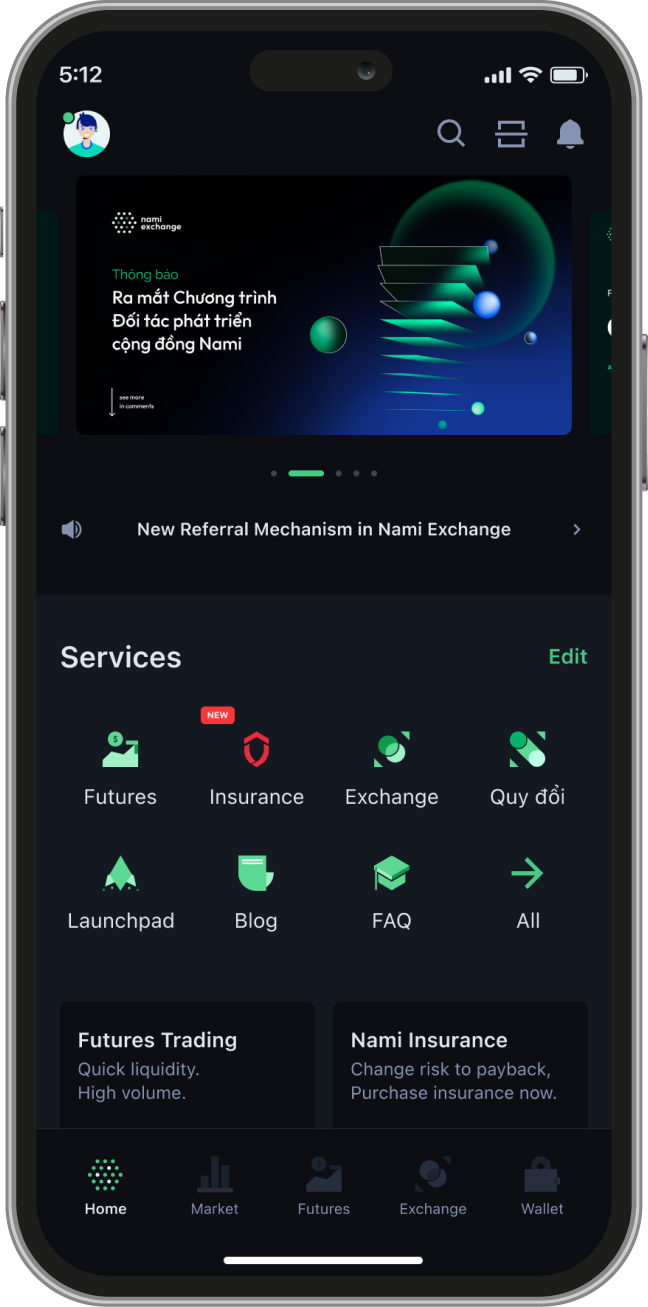 5:12
nami
exchange
Thông báo
Ra mắt Chương trình
Đối tác phát triển
cộng đồng Nami
see more
in comments
New Referral Mechanism in Nami Exchange
Services
Edit
NEW
Futures
Insurance
Exchange
Quy đổi
Launchpad
Blog
FAQ
All
Futures Trading
Quick liquidity.
High volume.
Nami Insurance
Change risk to payback,
Purchase insurance now.
Home
Market
Futures
Exchange
Wallet